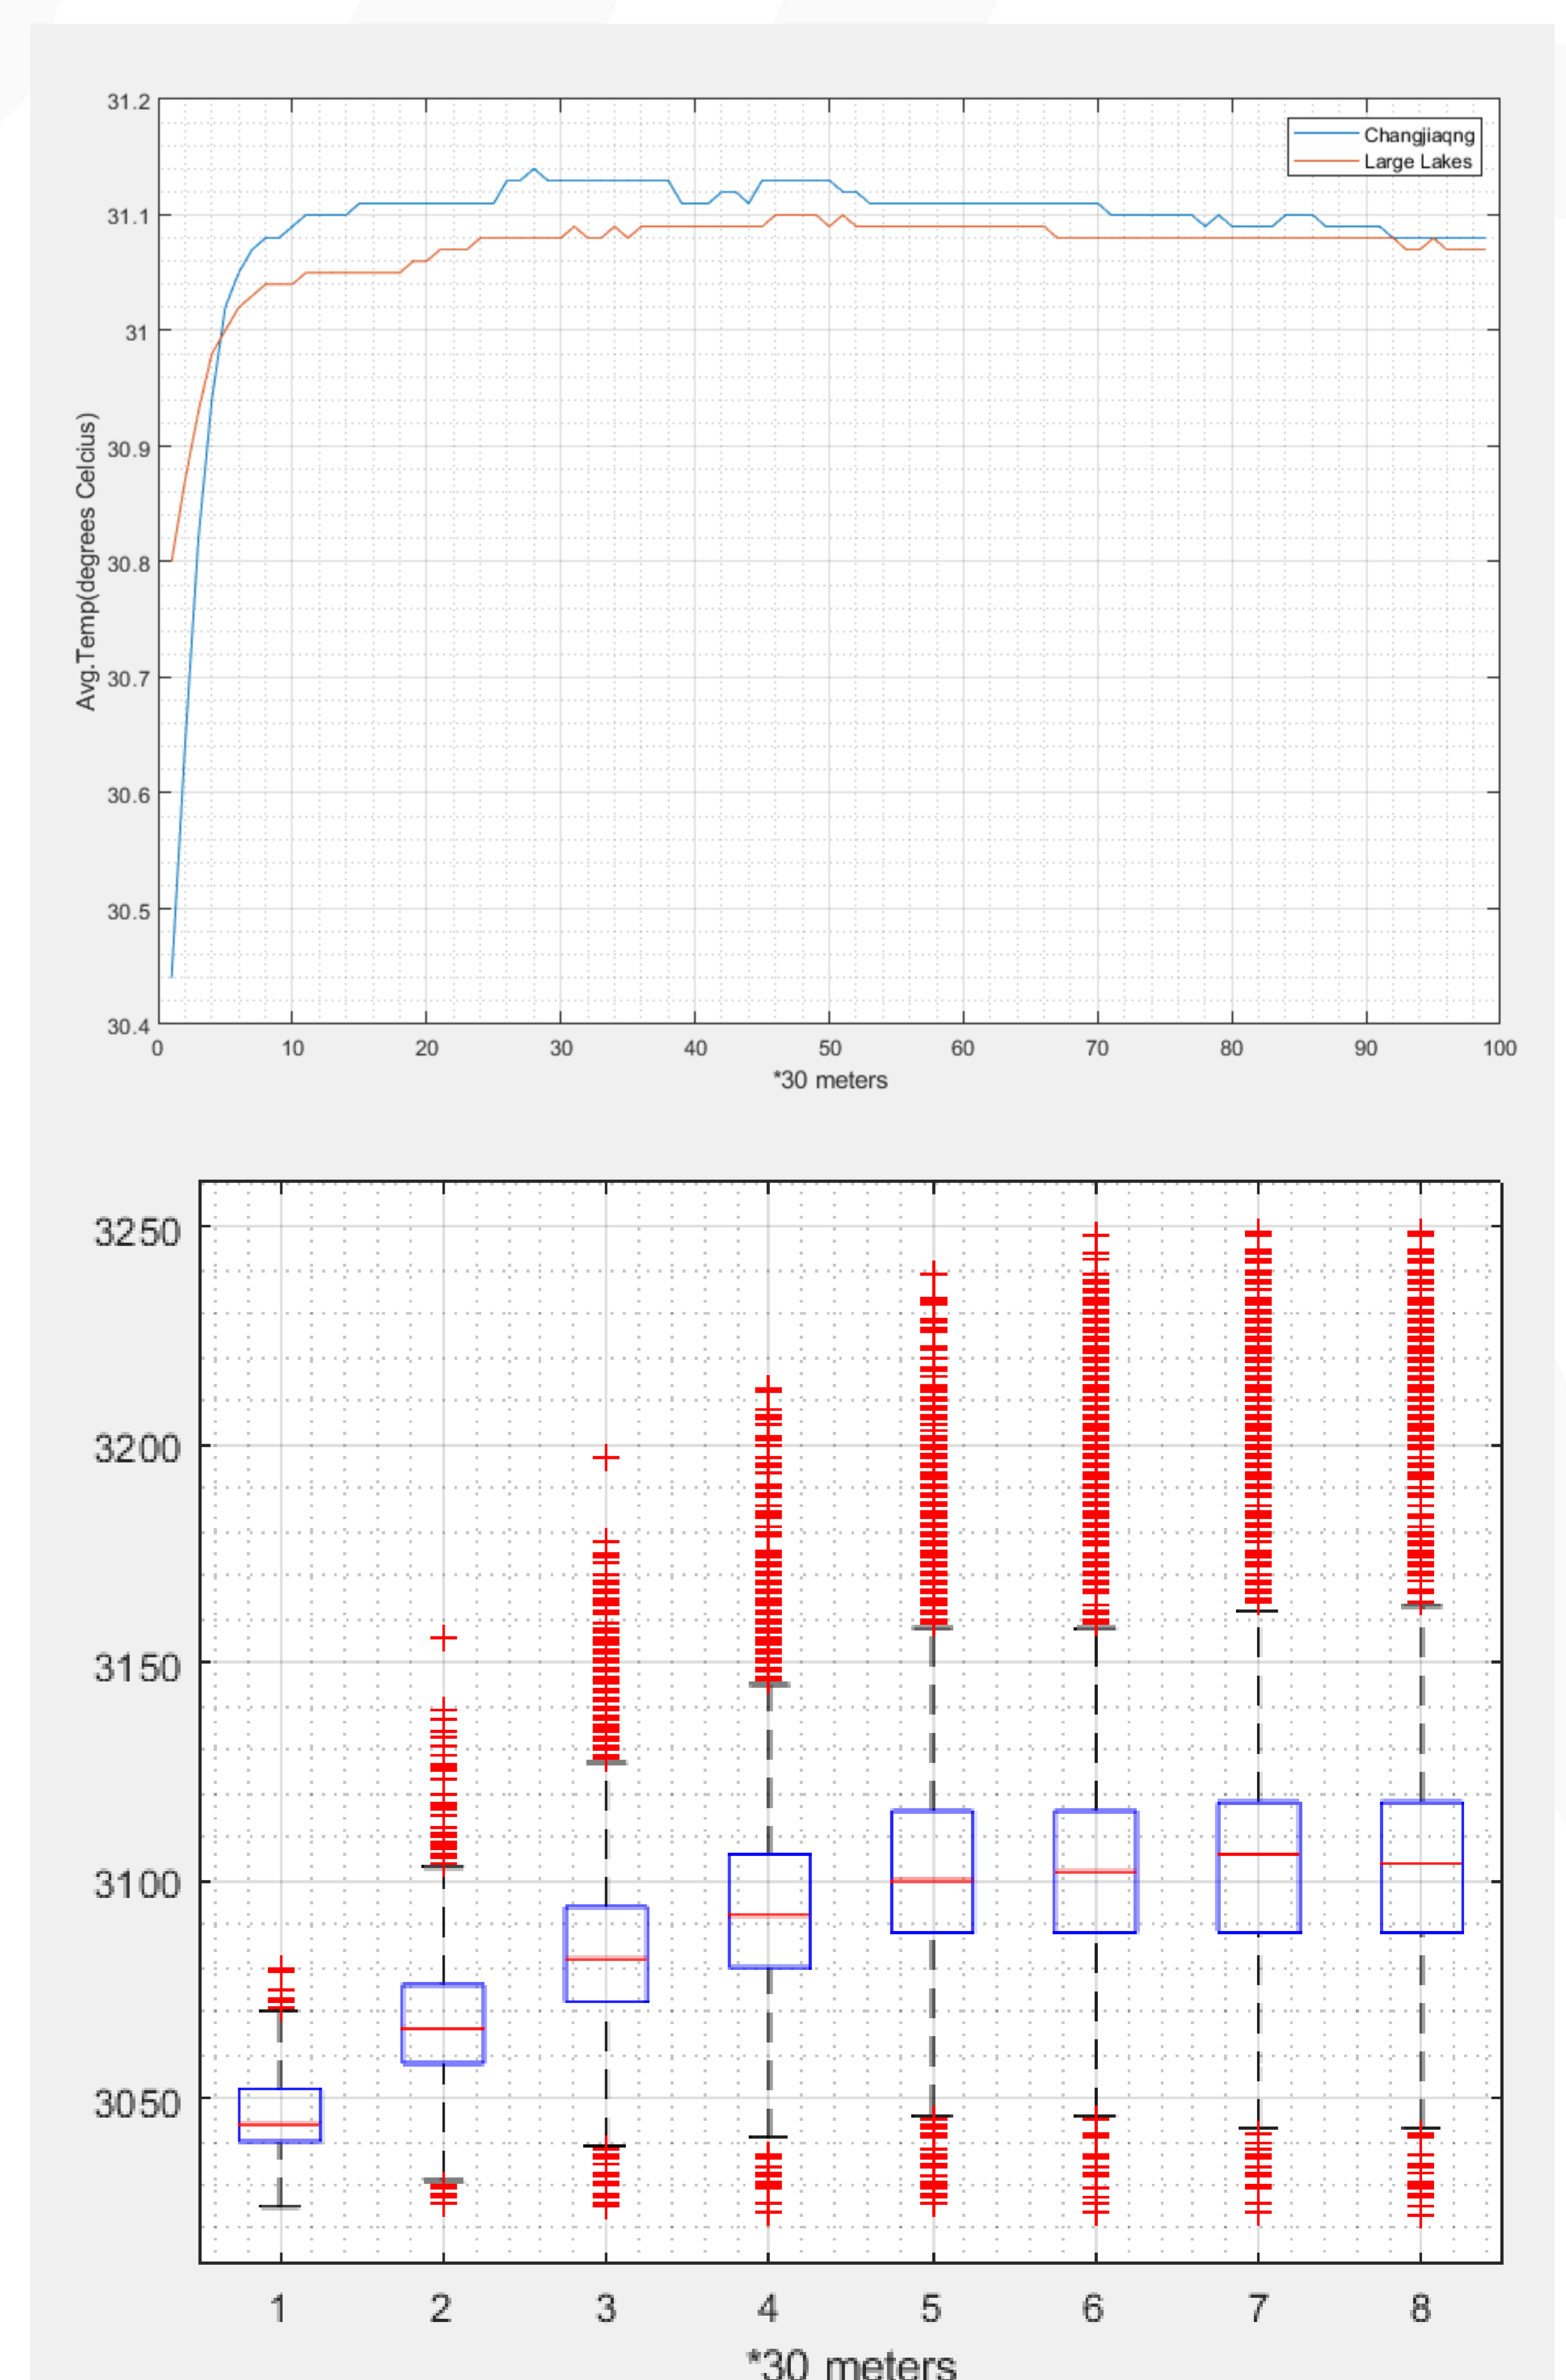 31.2
Changjiaqng
Large Lakes
31.1
31
30.9
30.8
30.7
30.6
30.5
30.4
Avg.Temp(degrees Celcius)
0 10 20 30 40 50 60 70 80 90 100
*30 meters
3250
3200
3150
3100
3050
1 2 3 4 5 6 7 8
*30 meters